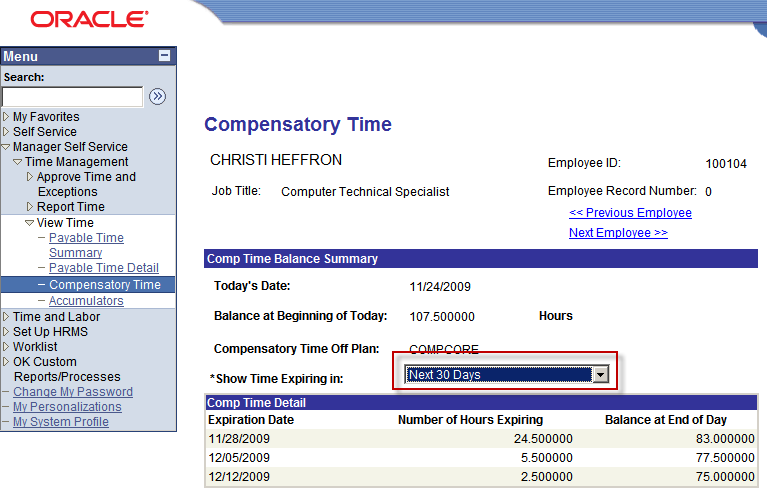 ORACLE
Menu
Search:
My Favorites
Self Service
Manager Self Service
Time Management
Approve Time and
Exceptions
Report Time
View Time
Payable Time
Summary
Payable Time Detail
Compensatory Time
Accumulators
Time and Labor
Set Up HRMS
Worklist
OK Custom
Reports/Processes
Change My Password
My Personalizations
My System Profile
Compensatory Time
CHRISTI HEFFRON
Employee ID: 100104
Job Title: Computer Technical Specialist
Employee Record Number: 0
<< Previous Employee
Next Employee >>
Comp Time Balance Summary
Today's Date: 11/24/2009
Balance at Beginning of Today: 107.500000 Hours
Compensatory Time Off Plan: COMPCORE
*Show Time Expiring in: Next 30 Days
Comp Time Detail
Expiration Date Number of Hours Expiring Balance at End of Day
11/28/2009 24.500000 83.000000
12/05/2009 5.500000 77.500000
12/12/2009 2.500000 75.000000